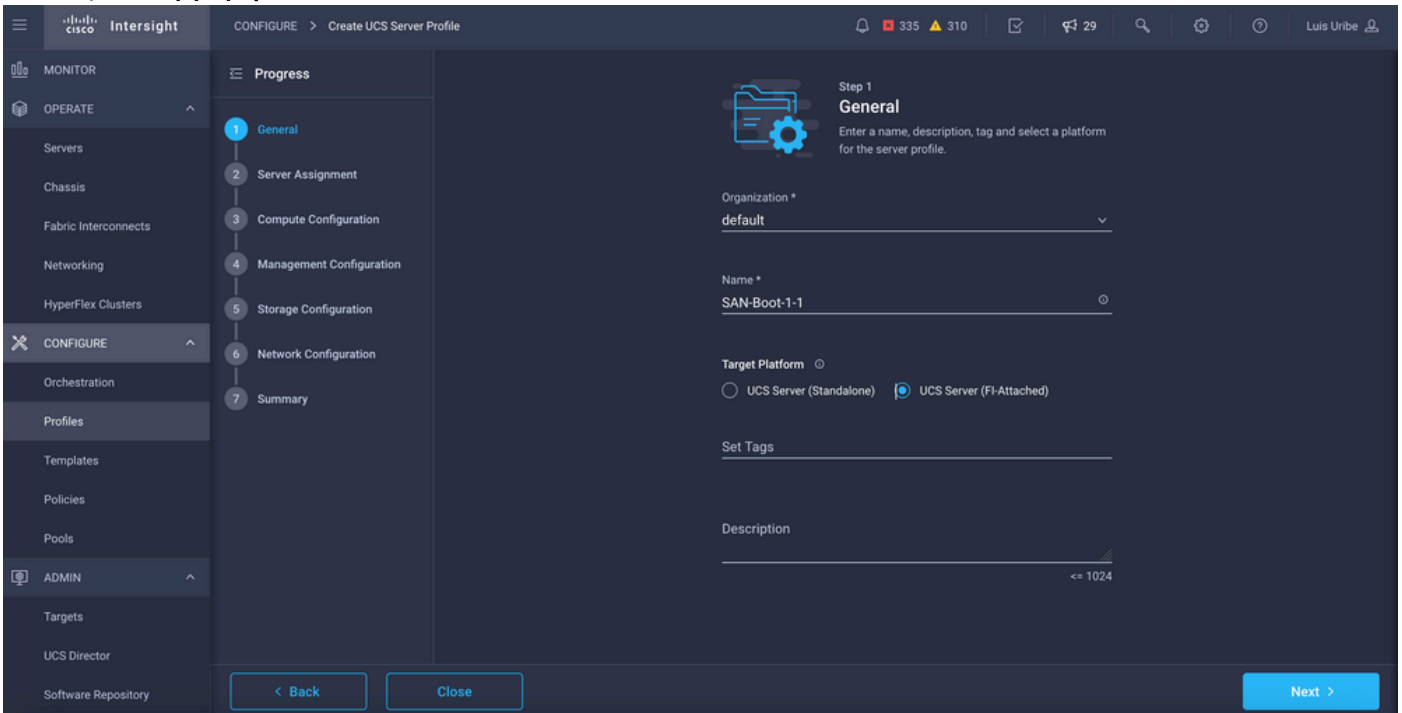 cisco Intersight
CONFIGURE > Create UCS Server Profile
335 310 29 Luis Uribe
MONITOR
OPERATE
Servers
Chassis
Fabric Interconnects
Networking
HyperFlex Clusters
CONFIGURE
Orchestration
Profiles
Templates
Policies
Pools
ADMIN
Targets
UCS Director
Software Repository
Progress
1 General
2 Server Assignment
3 Compute Configuration
4 Management Configuration
5 Storage Configuration
6 Network Configuration
7 Summary
Step 1
General
Enter a name, description, tag and select a platform
for the server profile.
Organization *
default
Name *
SAN-Boot-1-1
Target Platform
UCS Server (Standalone) UCS Server (FI-Attached)
Set Tags
Description
<= 1024
< Back Close Next >